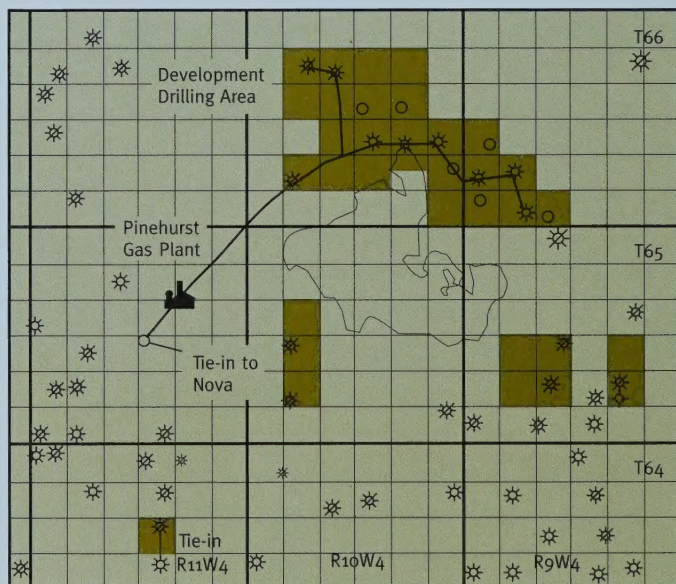 T66
Development
Drilling Area
Pinehurst
Gas Plant
T65
Tie-in to
Nova
T64
Tie-in
R11W4
R10W4
R9W4